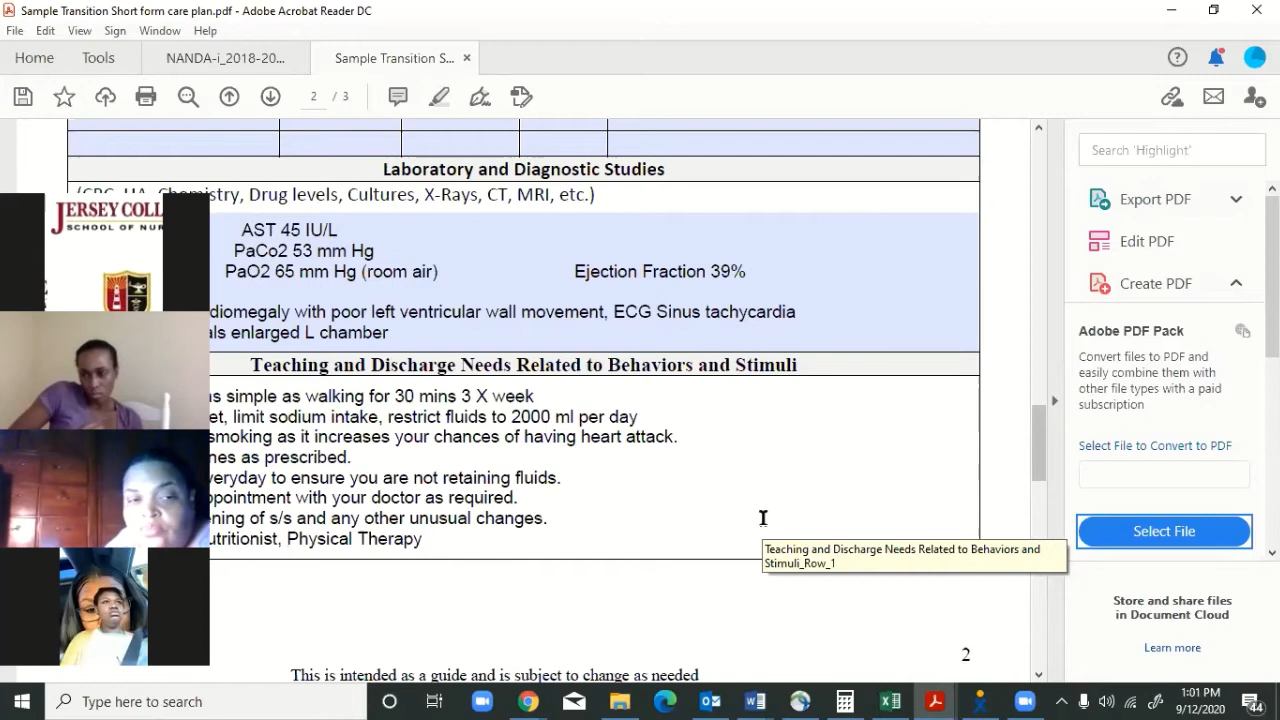 Sample Transition Short form care plan.pdf - Adobe Acrobat Reader DC
File Edit View Sign Window Help
Home Tools NANDA-i_2018-20... Sample Transition S... ×
2 / 3
Laboratory and Diagnostic Studies
(CBC, UA, Chemistry, Drug levels, Cultures, X-Rays, CT, MRI, etc.)
JERSEY COLL
SCHOOL OF NUR
AST 45 IU/L
PaCo2 53 mm Hg
PaO2 65 mm Hg (room air) Ejection Fraction 39%
diomegaly with poor left ventricular wall movement, ECG Sinus tachycardia
als enlarged L chamber
Teaching and Discharge Needs Related to Behaviors and Stimuli
as simple as walking for 30 mins 3 X week
et, limit sodium intake, restrict fluids to 2000 ml per day
smoking as it increases your chances of having heart attack.
nes as prescribed.
veryday to ensure you are not retaining fluids.
ppointment with your doctor as required.
ening of s/s and any other unusual changes.
utritionist, Physical Therapy
Teaching and Discharge Needs Related to Behaviors and
Stimuli_Row_1
2
This is intended as a guide and is subject to change as needed
Search 'Highlight'
Export PDF
Edit PDF
Create PDF
Adobe PDF Pack
Convert files to PDF and
easily combine them with
other file types with a paid
subscription
Select File to Convert to PDF
Select File
Store and share files
in Document Cloud
Learn more
Type here to search
1:01 PM
9/12/2020
44